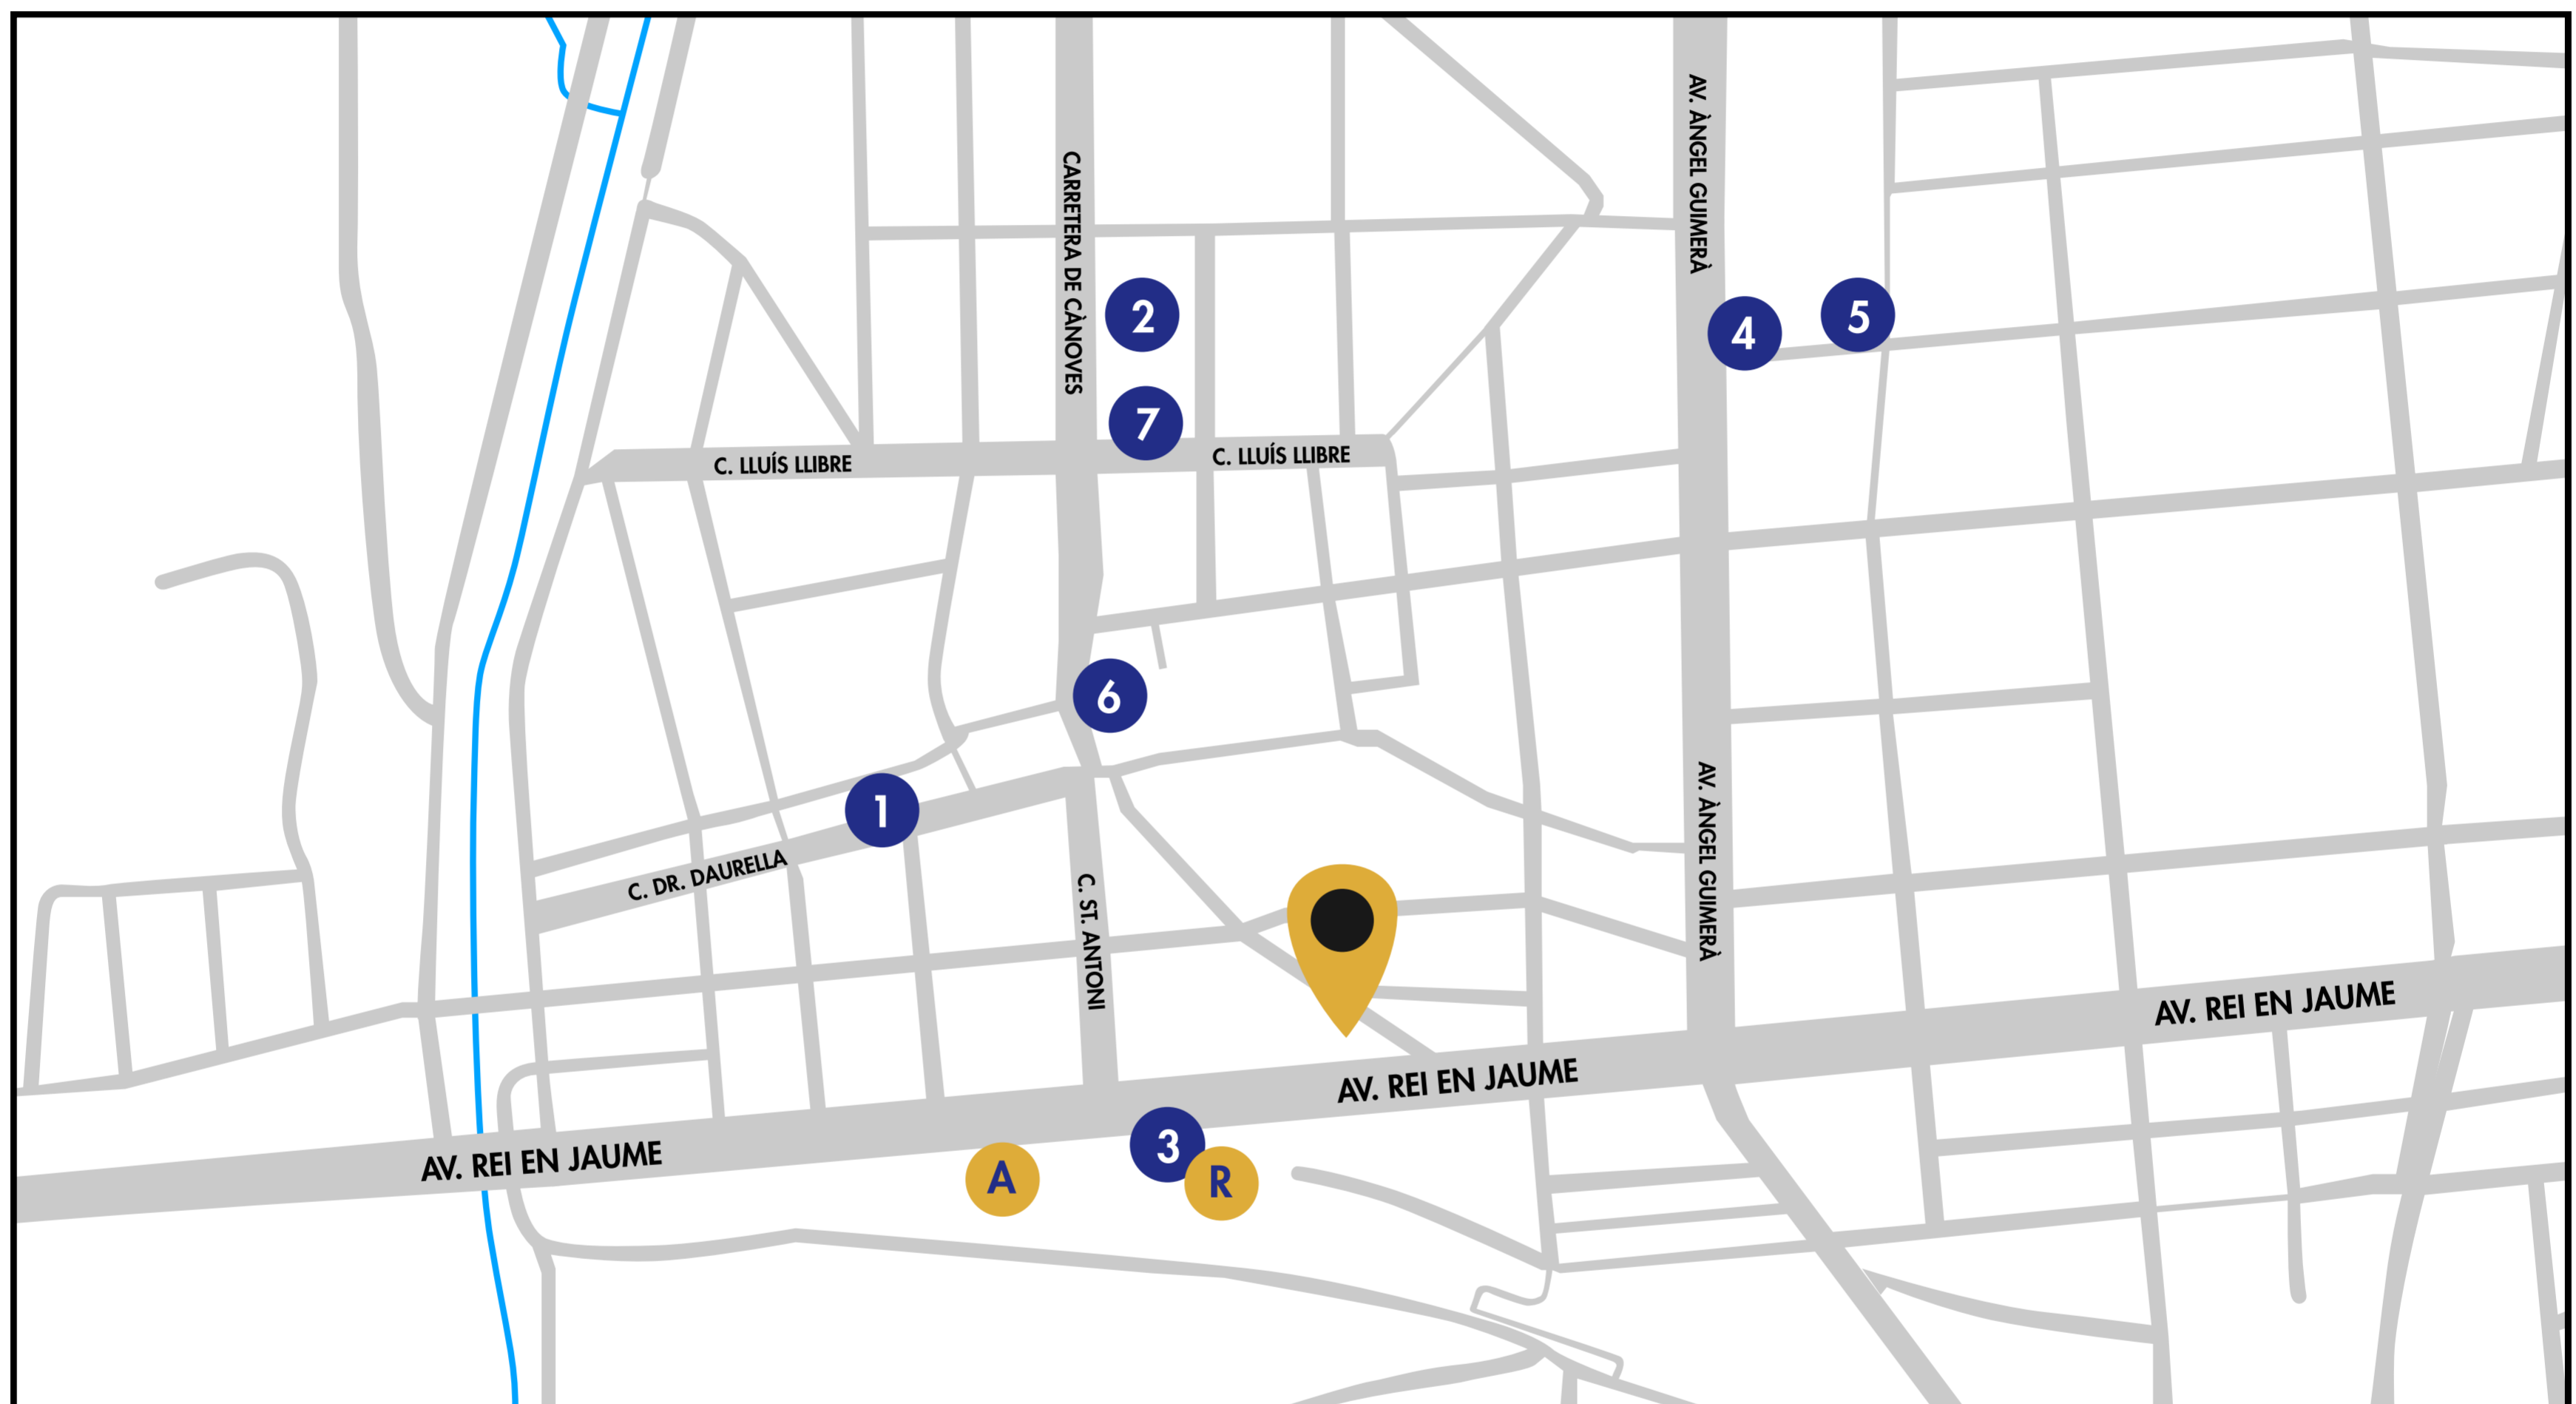 AV. ÀNGEL GUIMERÀ
CARRETERA DE CÀNOVES
2
5
4
7
C. LLUÍS LLIBRE
C. LLUÍS LLIBRE
6
1
AV. ÀNGEL GUIMERÀ
C. DR. DAURELLA
C. ST. ANTONI
AV. REI EN JAUME
AV. REI EN JAUME
3
AV. REI EN JAUME
A
R